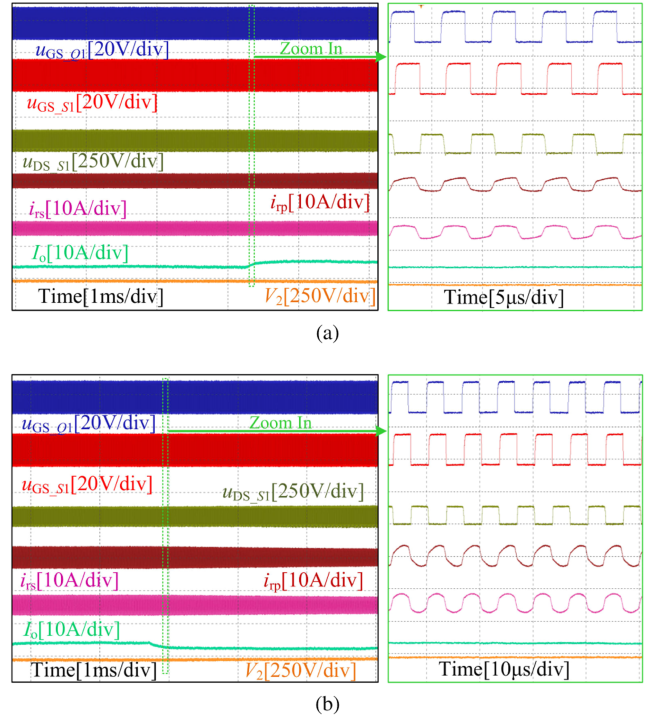 uGS_Q1[20V/div]
Zoom In
uGS_S1[20V/div]
uDS_S1[250V/div]
irs[10A/div] irp[10A/div]
Io[10A/div]
Time[1ms/div] V2[250V/div] Time[5μs/div]
(a)
uGS_Q1[20V/div]
Zoom In
uGS_S1[20V/div] uDS_S1[250V/div]
irs[10A/div] irp[10A/div]
Io[10A/div]
Time[1ms/div] V2[250V/div] Time[10μs/div]
(b)